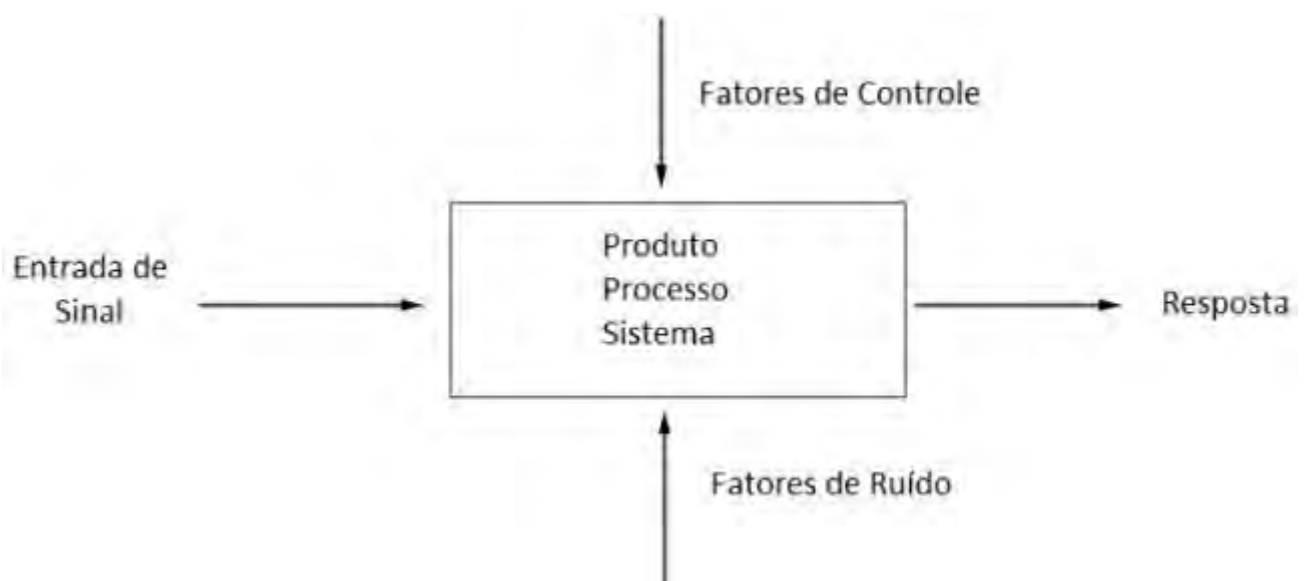 Fatores de Controle
Entrada de
Sinal
Produto
Processo
Sistema
Resposta
Fatores de Ruído